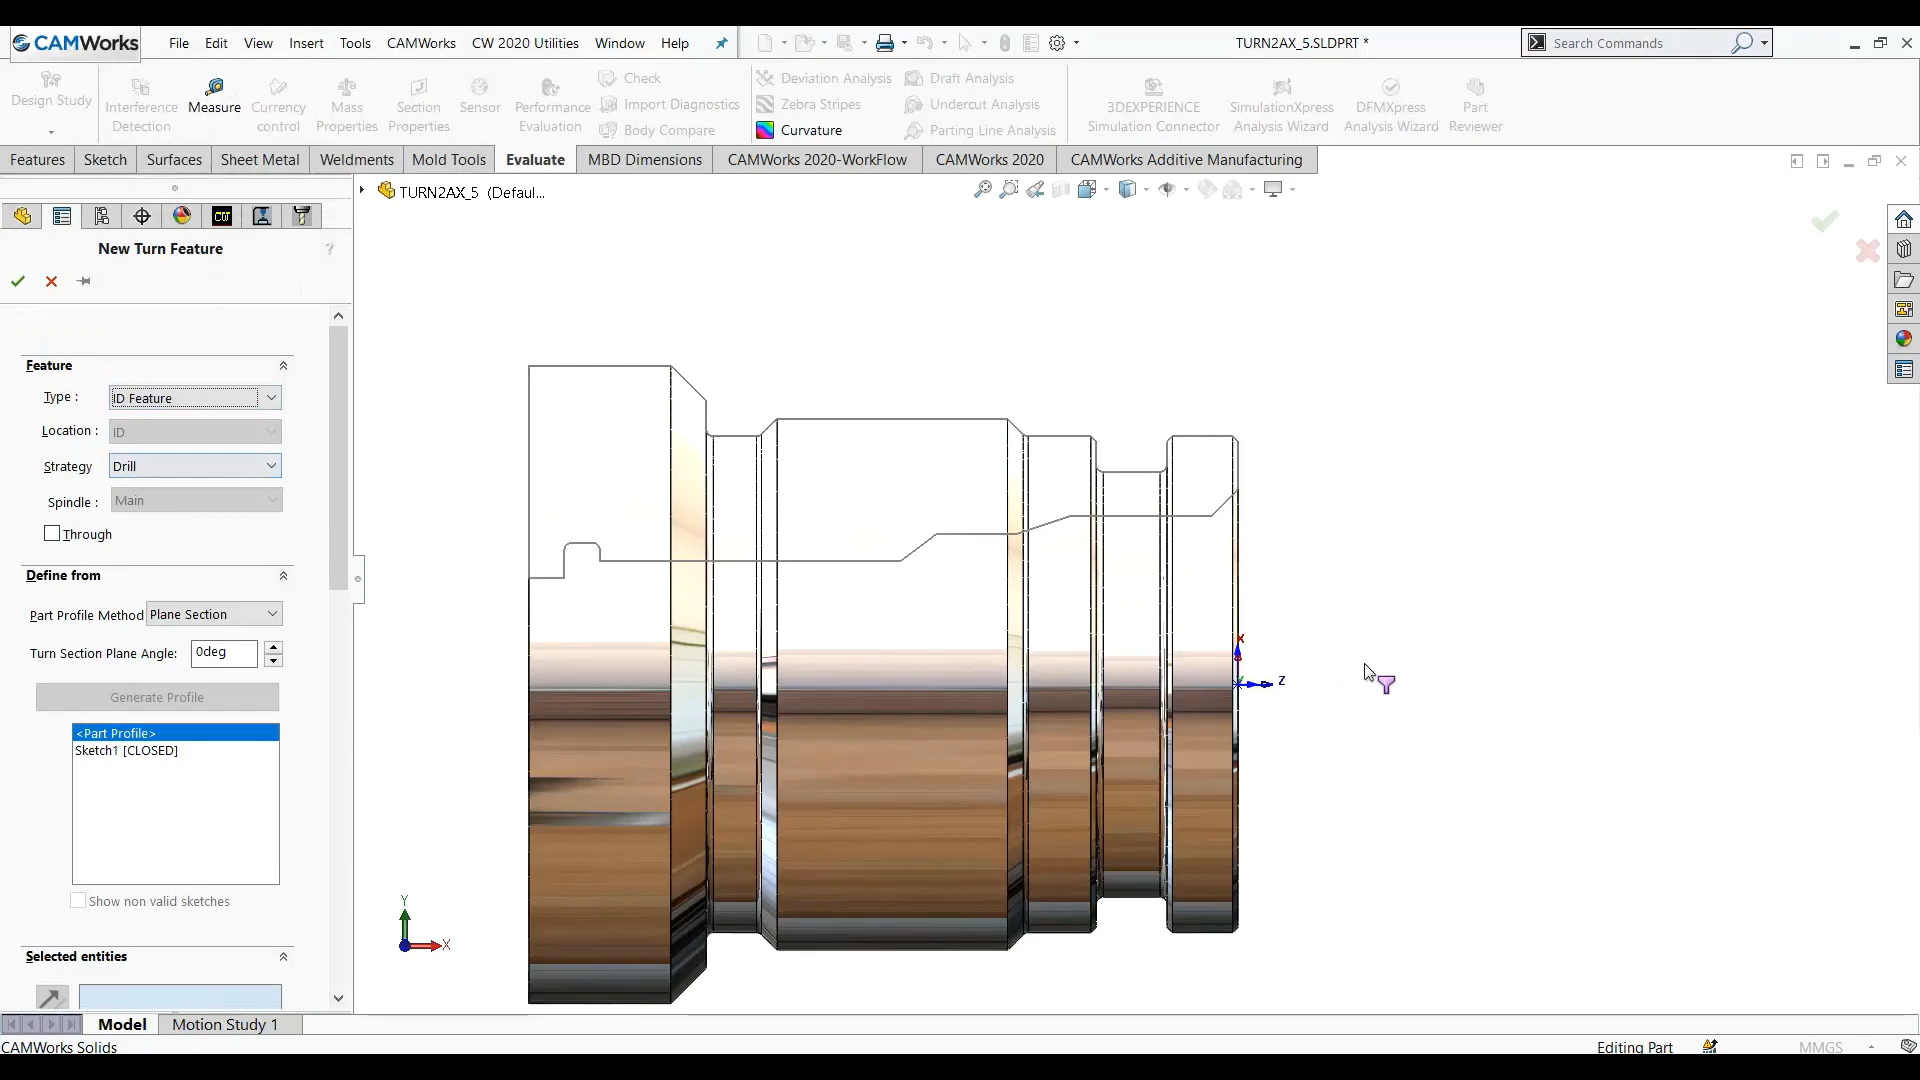 CAMWorks File Edit View Insert Tools CAMWorks CW 2020 Utilities Window Help TURN2AX_5.SLDPRT * Search Commands
Design Study
Interference Detection
Measure
Currency control
Mass Properties
Section Properties
Sensor
Performance Evaluation
Check
Import Diagnostics
Body Compare
Deviation Analysis
Zebra Stripes
Curvature
Draft Analysis
Undercut Analysis
Parting Line Analysis
3DEXPERIENCE Simulation Connector
SimulationXpress Analysis Wizard
DFMXpress Analysis Wizard
Part Reviewer
Features Sketch Surfaces Sheet Metal Weldments Mold Tools Evaluate MBD Dimensions CAMWorks 2020-WorkFlow CAMWorks 2020 CAMWorks Additive Manufacturing
TURN2AX_5 (Defaul...
CW
New Turn Feature ?
Feature
Type : ID Feature
Location : ID
Strategy Drill
Spindle : Main
Through
Define from
Part Profile Method Plane Section
Turn Section Plane Angle: 0deg
Generate Profile
<Part Profile>
Sketch1 [CLOSED]
Show non valid sketches
Selected entities
X
Z
Y
X
Model Motion Study 1
CAMWorks Solids Editing Part MMGS